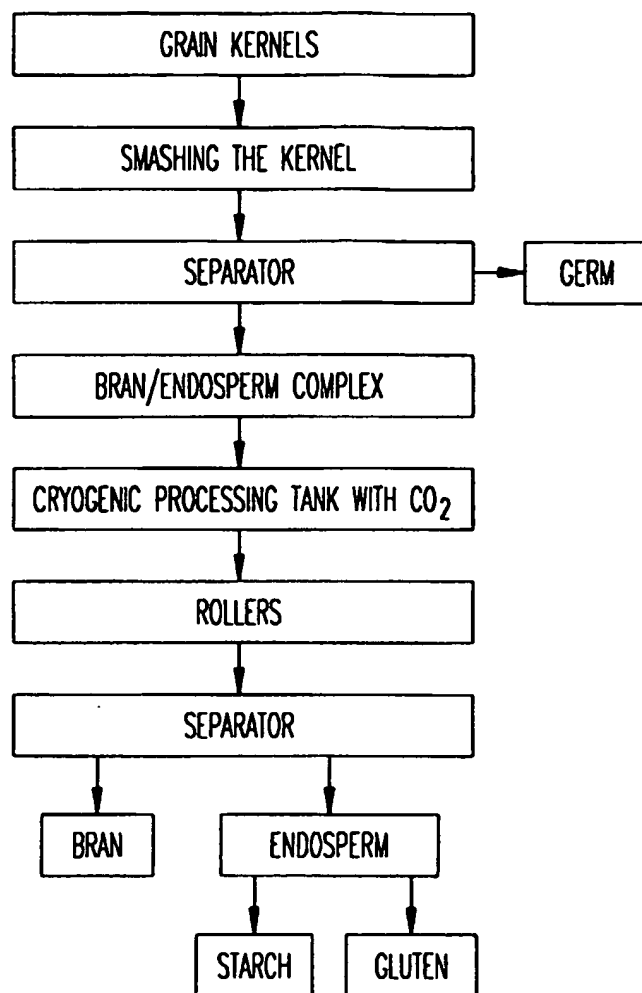 GRAIN KERNELS
SMASHING THE KERNEL
SEPARATOR
GERM
BRAN/ENDOSPERM COMPLEX
CRYOGENIC PROCESSING TANK WITH CO2
ROLLERS
SEPARATOR
BRAN
ENDOSPERM
STARCH
GLUTEN